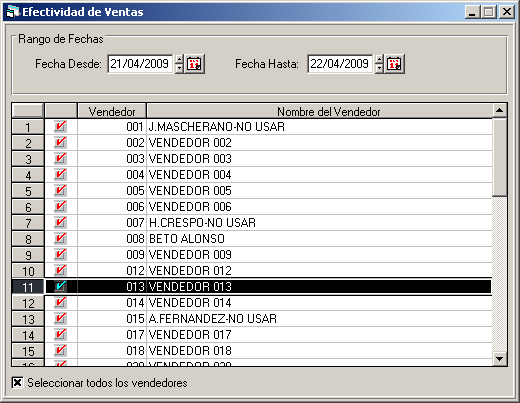 Efectividad de Ventas
Rango de Fechas
Fecha Desde: 21/04/2009 Fecha Hasta: 22/04/2009
Vendedor Nombre del Vendedor
1 001 J.MASCHERANO-NO USAR
2 002 VENDEDOR 002
3 003 VENDEDOR 003
4 004 VENDEDOR 004
5 005 VENDEDOR 005
6 006 VENDEDOR 006
7 007 H.CRESPO-NO USAR
8 008 BETO ALONSO
9 009 VENDEDOR 009
10 012 VENDEDOR 012
11 013 VENDEDOR 013
12 014 VENDEDOR 014
13 015 A.FERNANDEZ-NO USAR
14 017 VENDEDOR 017
15 018 VENDEDOR 018
16 020 VENDEDOR 020
Seleccionar todos los vendedores